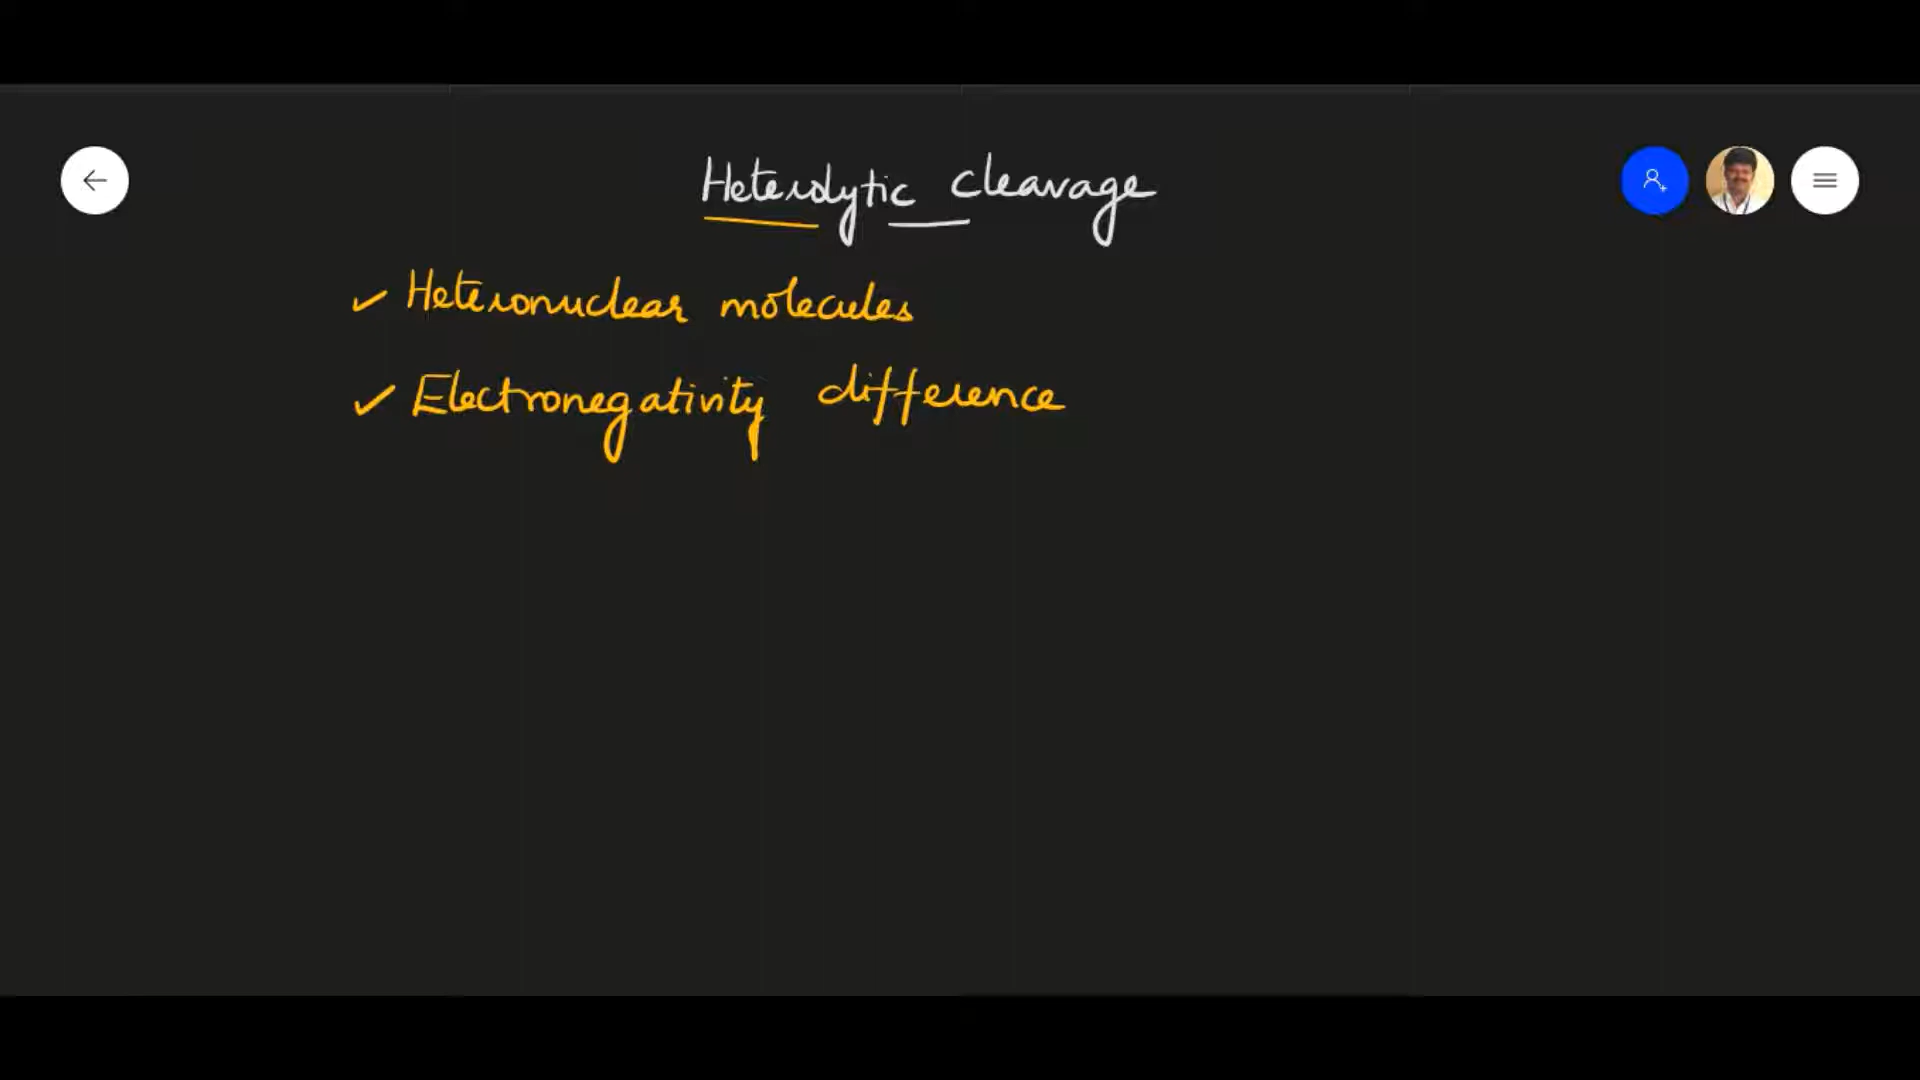 Heterolytic cleavage
✓ Heteronuclear molecules
✓ Electronegativity difference